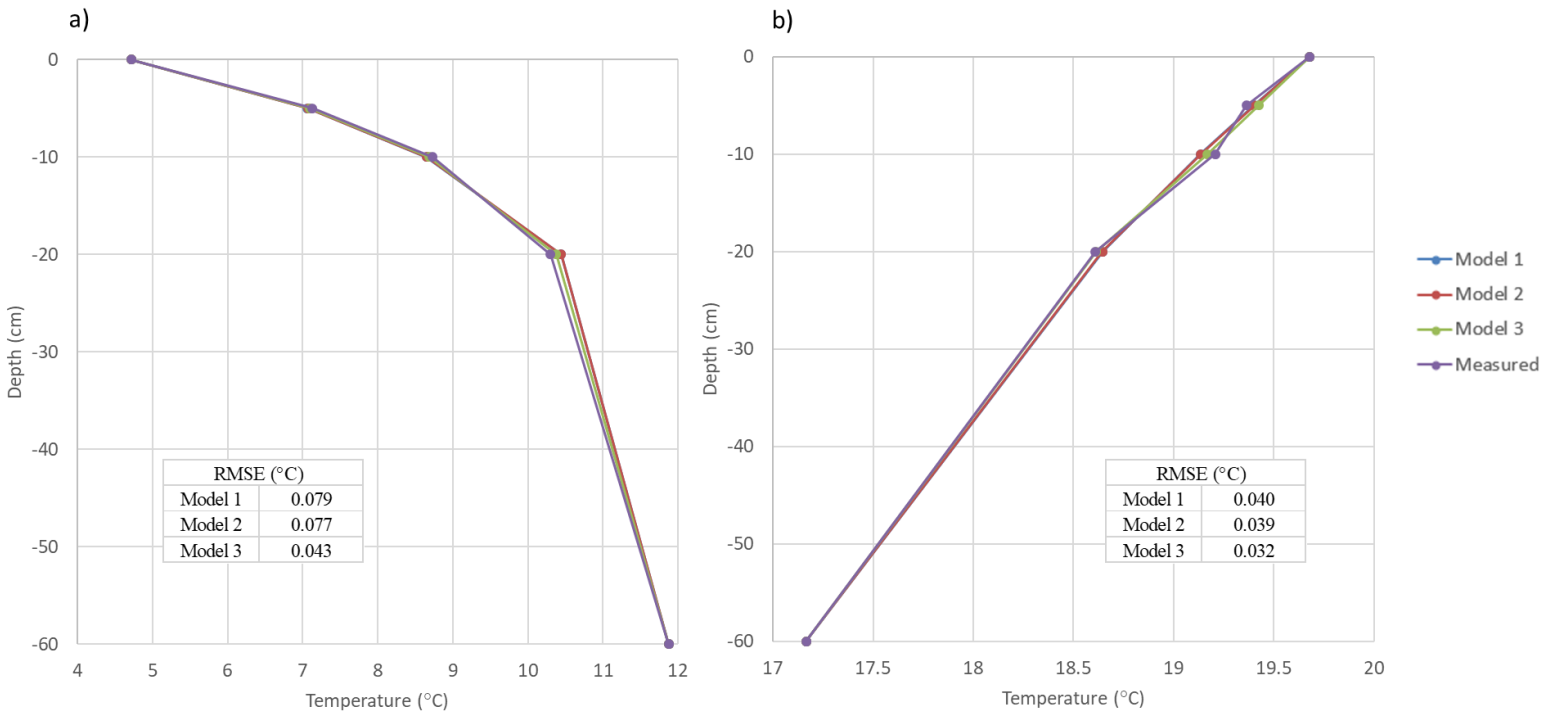 a)
0
-10
-20
-30
-40
-50
-60
Depth (cm)
4 5 6 7 8 9 10 11 12
Temperature (°C)
RMSE (°C)
Model 1 0.079
Model 2 0.077
Model 3 0.043
b)
0
-10
-20
-30
-40
-50
-60
Depth (cm)
17 17.5 18 18.5 19 19.5 20
Temperature (°C)
RMSE (°C)
Model 1 0.040
Model 2 0.039
Model 3 0.032
Model 1
Model 2
Model 3
Measured